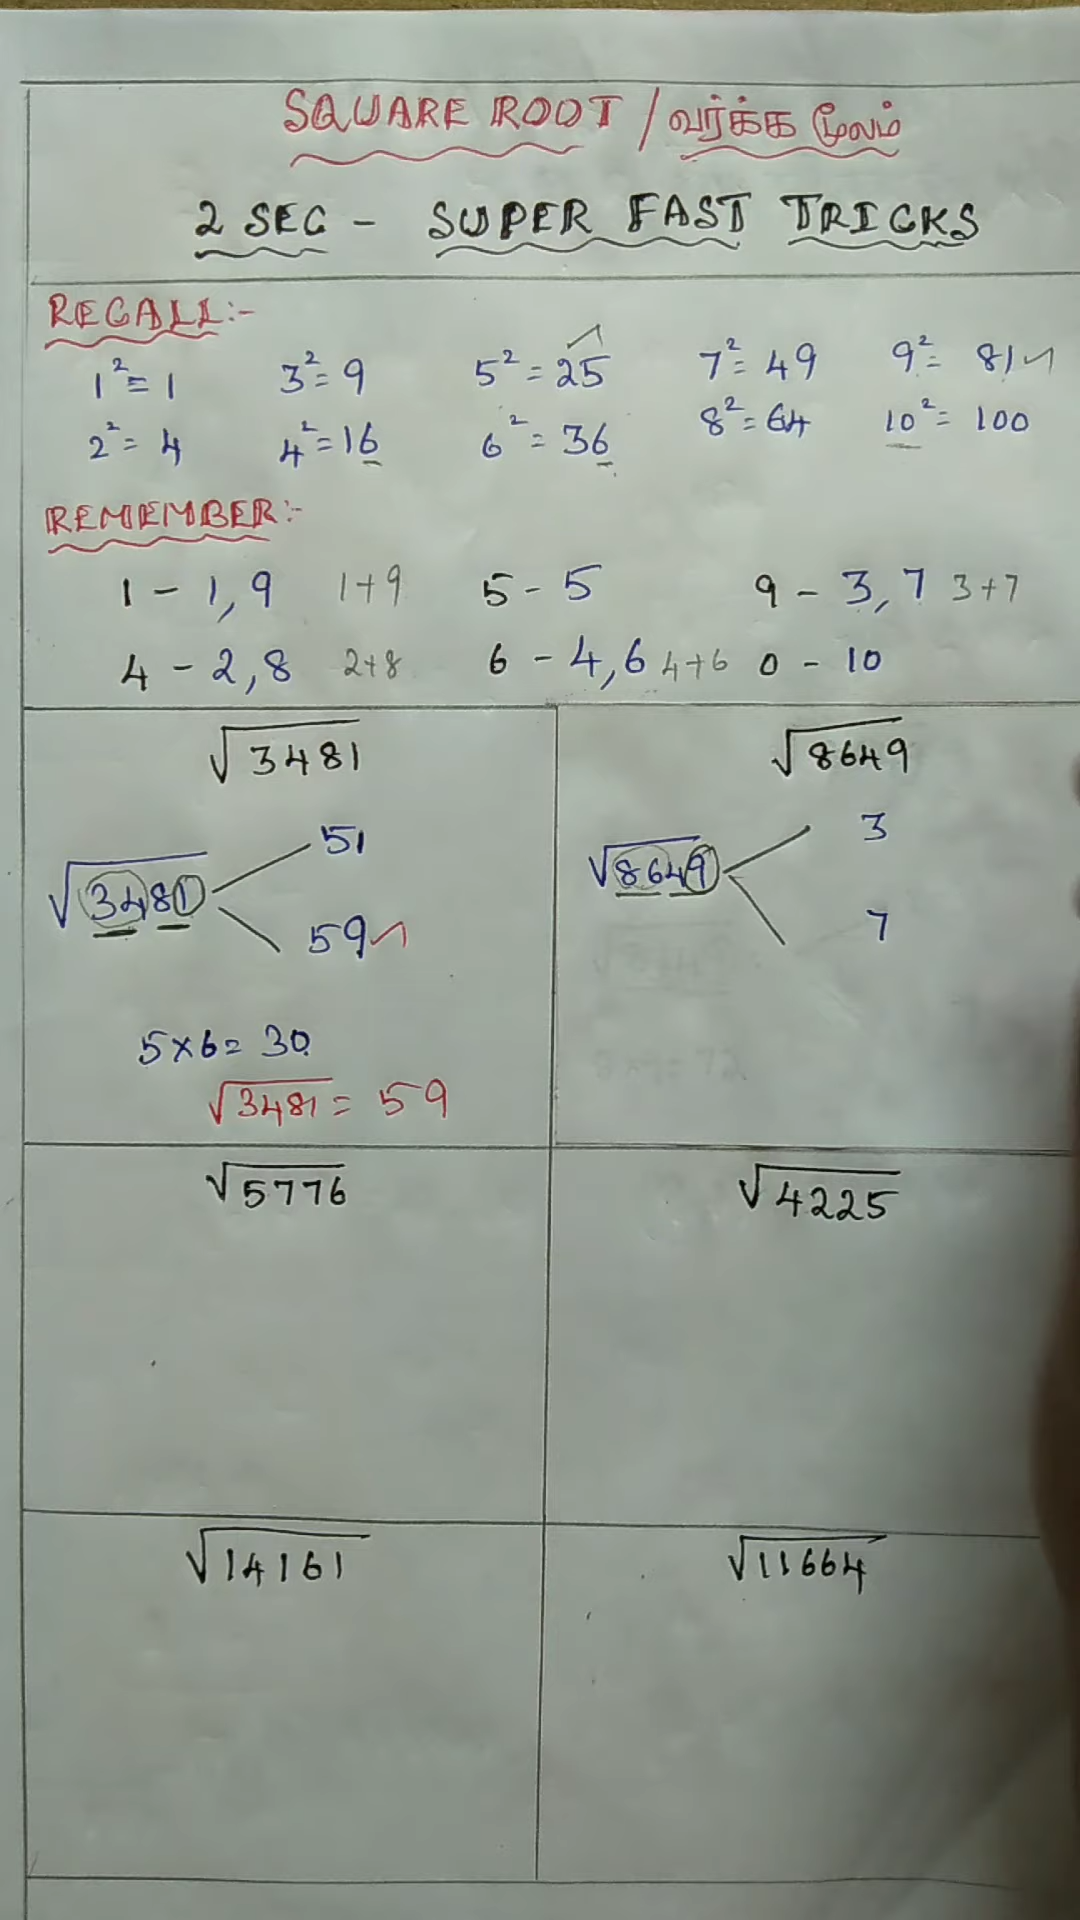 SQUARE ROOT / வர்க்க மூலம்
2 SEC - SUPER FAST TRICKS
RECALL:-
1² = 1 3² = 9 5² = 25 7² = 49 9² = 81
2² = 4 4² = 16 6² = 36 8² = 64 10² = 100
REMEMBER:-
1 - 1, 9 1+9 5 - 5 9 - 3, 7 3+7
4 - 2, 8 2+8 6 - 4, 6 4+6 0 - 10
√3481
√3481
51
59
5×6= 30
√3481 = 59
√8649
√8649
3
7
√5776
√4225
√14161
√11664